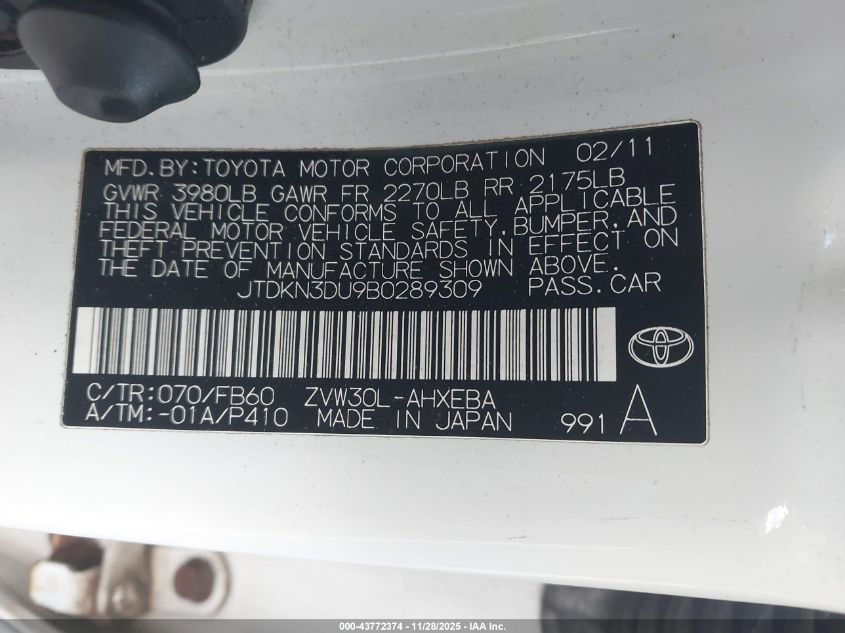 MFD.BY:TOYOTA MOTOR CORPORATION 02/11
GVWR 3980LB GAWR FR 2270LB RR 2175LB
THIS VEHICLE CONFORMS TO ALL APPLICABLE
FEDERAL MOTOR VEHICLE SAFETY,BUMPER,AND
THEFT PREVENTION STANDARDS IN EFFECT ON
THE DATE OF MANUFACTURE SHOWN ABOVE.
JTDKN3DU9B0289309 PASS.CAR
C/TR:070/FB60 ZVW30L-AHXEBA
A/TM:-01A/P410 MADE IN JAPAN 991 A
000-43772374 | 11/28/2025 - IAA Inc.